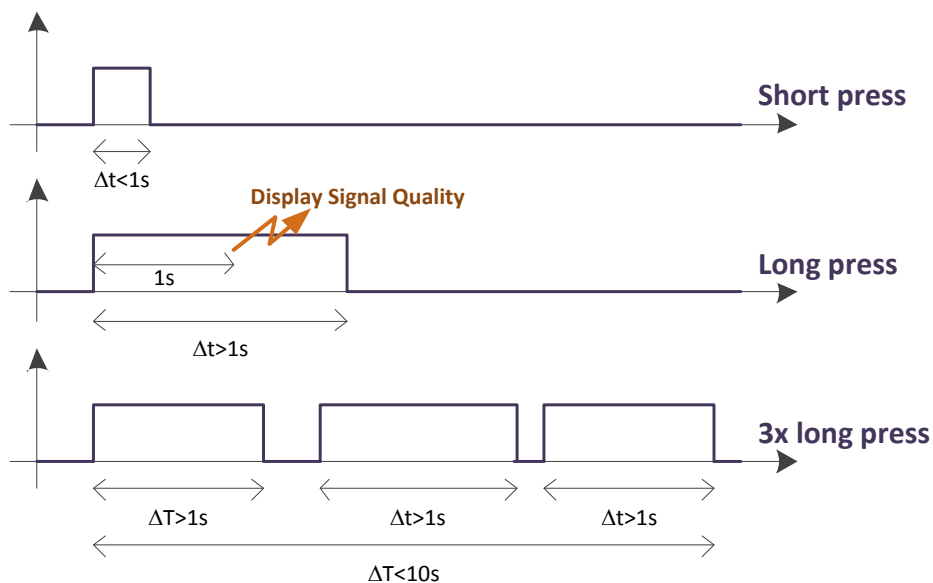 Short press
Δt<1s
Display Signal Quality
1s
Long press
Δt>1s
3x long press
ΔT>1s
Δt>1s
Δt>1s
ΔT<10s